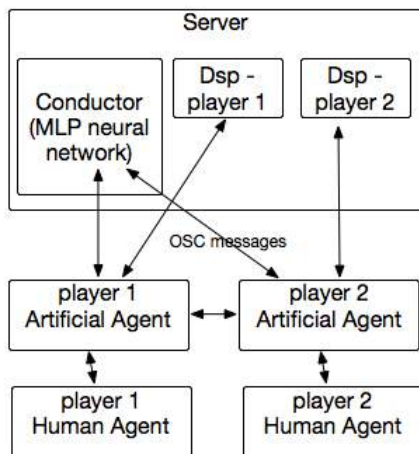 Server
Conductor
(MLP neural
network)
Dsp -
player 1
Dsp -
player 2
OSC messages
player 1
Artificial Agent
player 2
Artificial Agent
player 1
Human Agent
player 2
Human Agent